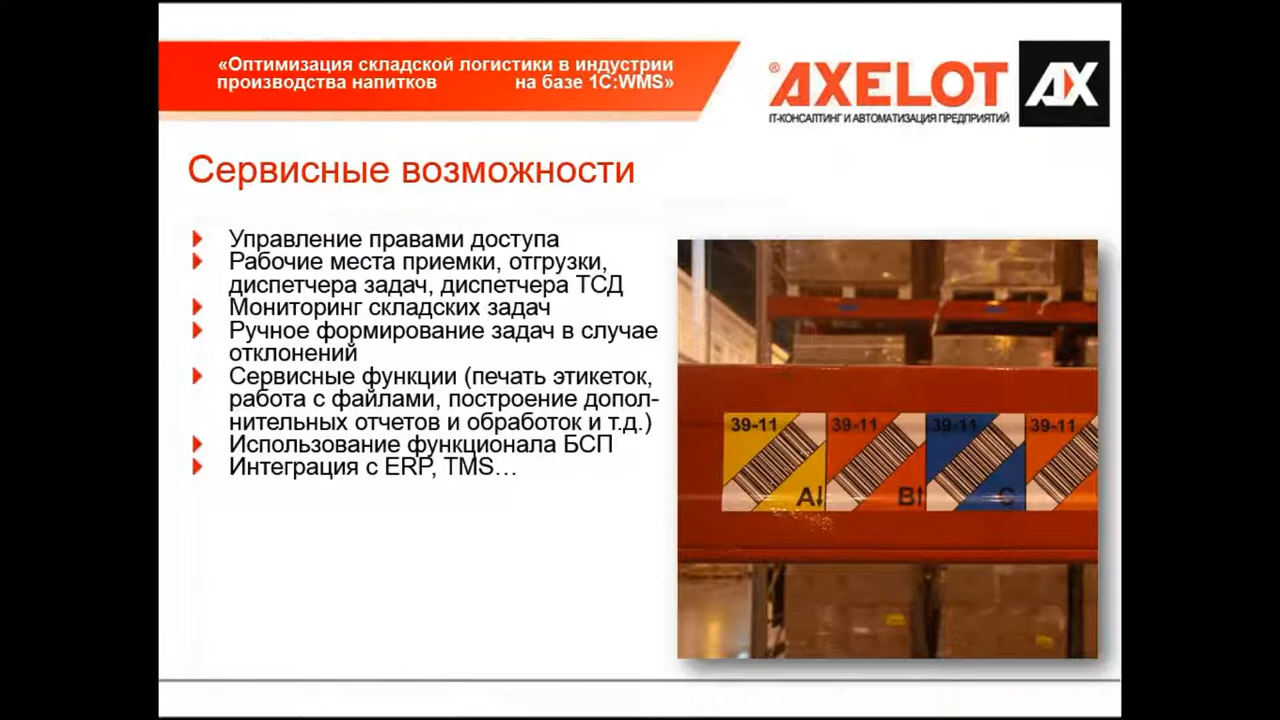 «Оптимизация складской логистики в индустрии
производства напитков на базе 1С:WMS»
®AXELOT AX
IT-КОНСАЛТИНГ И АВТОМАТИЗАЦИЯ ПРЕДПРИЯТИЙ
Сервисные возможности
Управление правами доступа
Рабочие места приемки, отгрузки,
диспетчера задач, диспетчера ТСД
Мониторинг складских задач
Ручное формирование задач в случае
отклонений
Сервисные функции (печать этикеток,
работа с файлами, построение допол-
нительных отчетов и обработок и т.д.)
Использование функционала БСП
Интеграция с ERP, TMS…
39-11 39-11 39-11 39-11
A↓ B↑ C